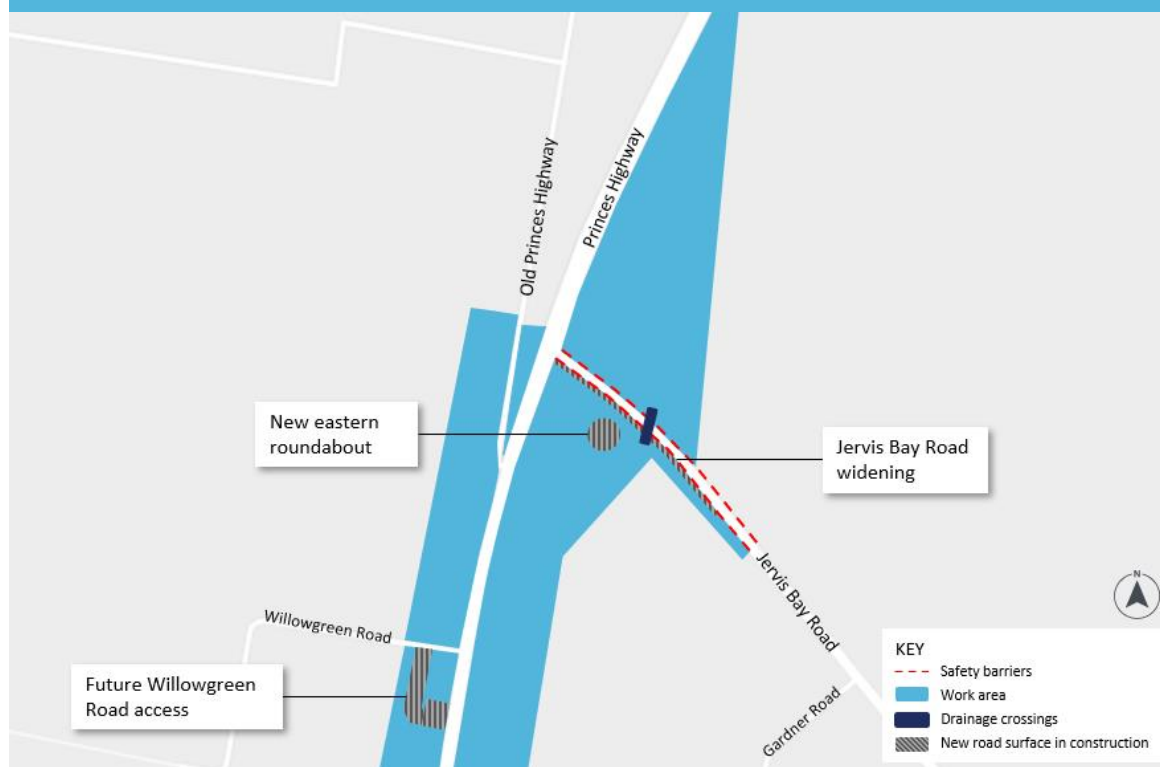 Old Princes Highway
Princes Highway
New eastern
roundabout
Jervis Bay Road
widening
Willowgreen Road
Future Willowgreen
Road access
Jervis Bay Road
Gardner Road
N
KEY
Safety barriers
Work area
Drainage crossings
New road surface in construction